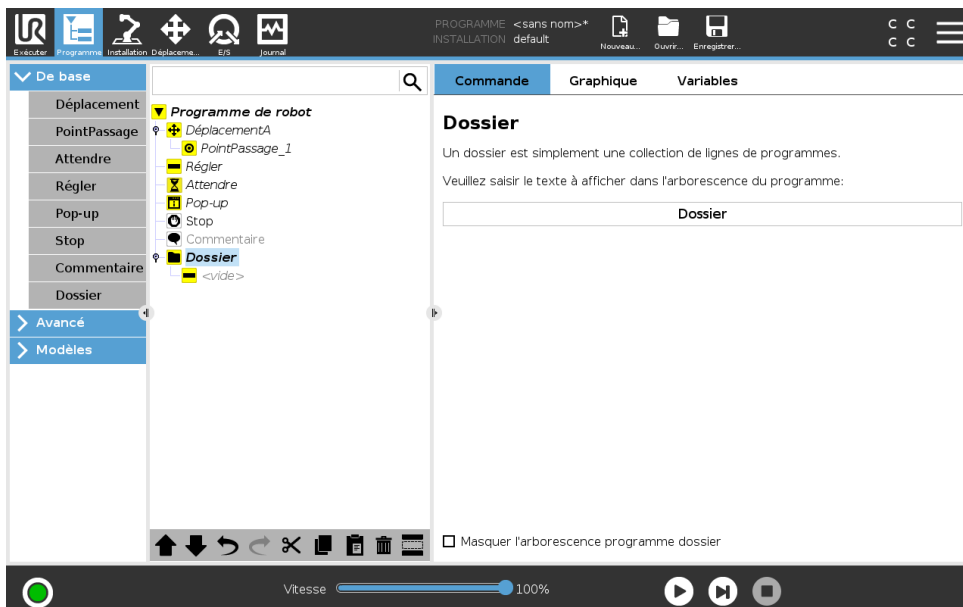 PROGRAMME <sans nom>*
INSTALLATION default
Exécuter Programme Installation Déplaceme... E/S Journal
Nouveau... Ouvrir... Enregistrer...
C C
C C
De base
Déplacement
PointPassage
Attendre
Régler
Pop-up
Stop
Commentaire
Dossier
Avancé
Modèles
Programme de robot
DéplacementA
PointPassage_1
Régler
Attendre
Pop-up
Stop
Commentaire
Dossier
<vide>
Commande Graphique Variables
Dossier
Un dossier est simplement une collection de lignes de programmes.
Veuillez saisir le texte à afficher dans l'arborescence du programme:
Dossier
Masquer l'arborescence programme dossier
Vitesse 100%